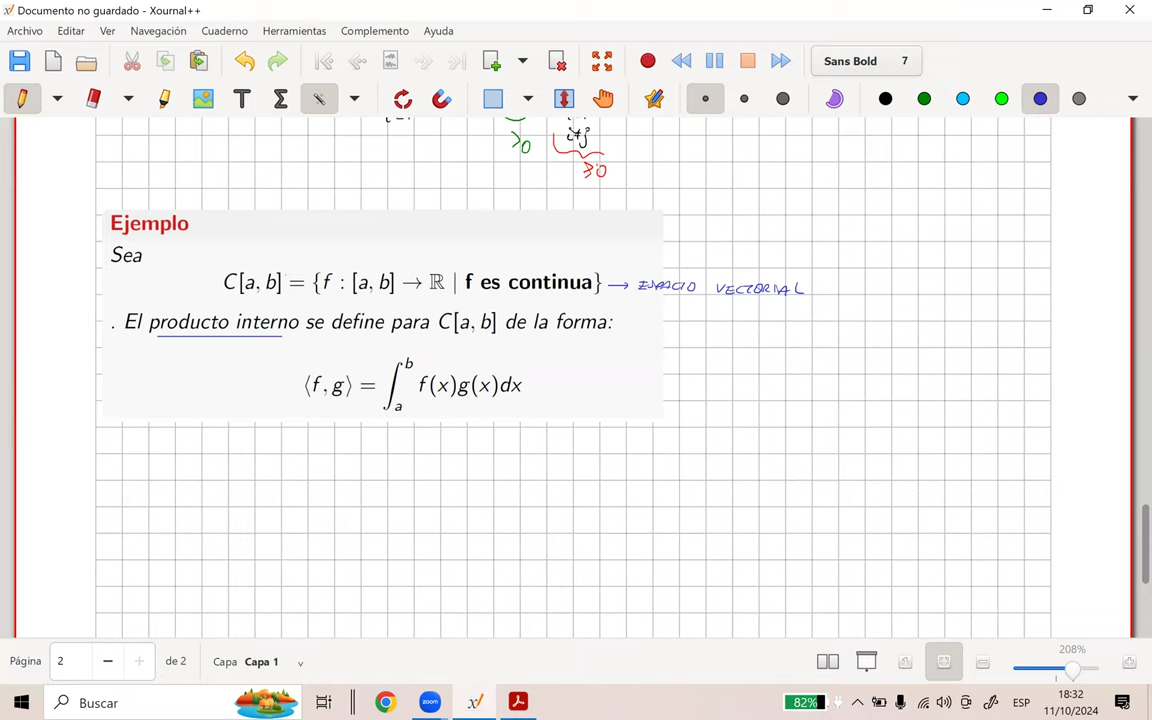 Documento no guardado - Xournal++
Archivo Editar Ver Navegación Cuaderno Herramientas Complemento Ayuda
Sans Bold 7
i≠j
>0
≥0
Ejemplo
Sea
C[a, b] = {f : [a, b] → ℝ | f es continua} → ESPACIO VECTORIAL
. El producto interno se define para C[a, b] de la forma:
⟨f, g⟩ = ∫_a^b f(x)g(x)dx
Página 2 de 2 Capa Capa 1 208%
Buscar 82% ESP 18:32
11/10/2024